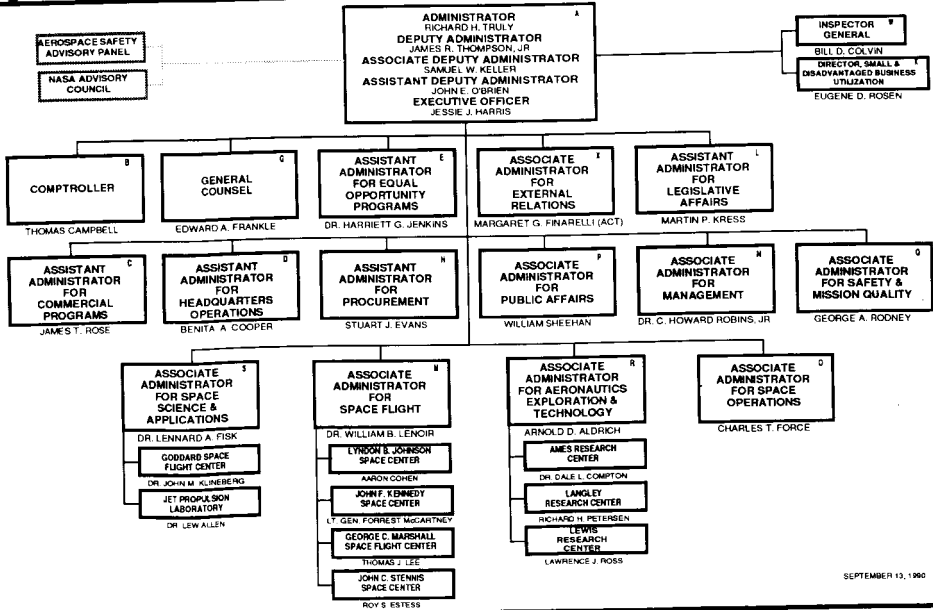 A
ADMINISTRATOR
RICHARD H. TRULY
DEPUTY ADMINISTRATOR
JAMES R. THOMPSON, JR
ASSOCIATE DEPUTY ADMINISTRATOR
SAMUEL W. KELLER
ASSISTANT DEPUTY ADMINISTRATOR
JOHN E. O'BRIEN
EXECUTIVE OFFICER
JESSIE J. HARRIS
AEROSPACE SAFETY
ADVISORY PANEL
NASA ADVISORY
COUNCIL
W
INSPECTOR
GENERAL
BILL D. COLVIN
K
DIRECTOR, SMALL &
DISADVANTAGED BUSINESS
UTILIZATION
EUGENE D. ROSEN
B
COMPTROLLER
THOMAS CAMPBELL
G
GENERAL
COUNSEL
EDWARD A. FRANKLE
E
ASSISTANT
ADMINISTRATOR
FOR EQUAL
OPPORTUNITY
PROGRAMS
DR. HARRIETT G. JENKINS
X
ASSOCIATE
ADMINISTRATOR
FOR
EXTERNAL
RELATIONS
MARGARET G. FINARELLI (ACT)
L
ASSISTANT
ADMINISTRATOR
FOR
LEGISLATIVE
AFFAIRS
MARTIN P. KRESS
C
ASSISTANT
ADMINISTRATOR
FOR
COMMERCIAL
PROGRAMS
JAMES T. ROSE
D
ASSISTANT
ADMINISTRATOR
FOR
HEADQUARTERS
OPERATIONS
BENITA A. COOPER
H
ASSISTANT
ADMINISTRATOR
FOR
PROCUREMENT
STUART J. EVANS
P
ASSOCIATE
ADMINISTRATOR
FOR
PUBLIC AFFAIRS
WILLIAM SHEEHAN
N
ASSOCIATE
ADMINISTRATOR
FOR
MANAGEMENT
DR. C. HOWARD ROBINS, JR
Q
ASSOCIATE
ADMINISTRATOR
FOR SAFETY &
MISSION QUALITY
GEORGE A. RODNEY
S
ASSOCIATE
ADMINISTRATOR
FOR SPACE
SCIENCE &
APPLICATIONS
DR. LENNARD A. FISK
GODDARD SPACE
FLIGHT CENTER
DR. JOHN M. KLINEBERG
JET PROPULSION
LABORATORY
DR LEW ALLEN
M
ASSOCIATE
ADMINISTRATOR
FOR
SPACE FLIGHT
DR. WILLIAM B. LENOIR
LYNDON B. JOHNSON
SPACE CENTER
AARON COHEN
JOHN F. KENNEDY
SPACE CENTER
LT. GEN. FORREST McCARTNEY
GEORGE C. MARSHALL
SPACE FLIGHT CENTER
THOMAS J. LEE
JOHN C. STENNIS
SPACE CENTER
ROY S. ESTESS
R
ASSOCIATE
ADMINISTRATOR
FOR AERONAUTICS
EXPLORATION &
TECHNOLOGY
ARNOLD D. ALDRICH
AMES RESEARCH
CENTER
DR. DALE L. COMPTON
LANGLEY
RESEARCH CENTER
RICHARD H. PETERSEN
LEWIS
RESEARCH
CENTER
LAWRENCE J. ROSS
O
ASSOCIATE
ADMINISTRATOR
FOR SPACE
OPERATIONS
CHARLES T. FORCE
SEPTEMBER 13, 1990